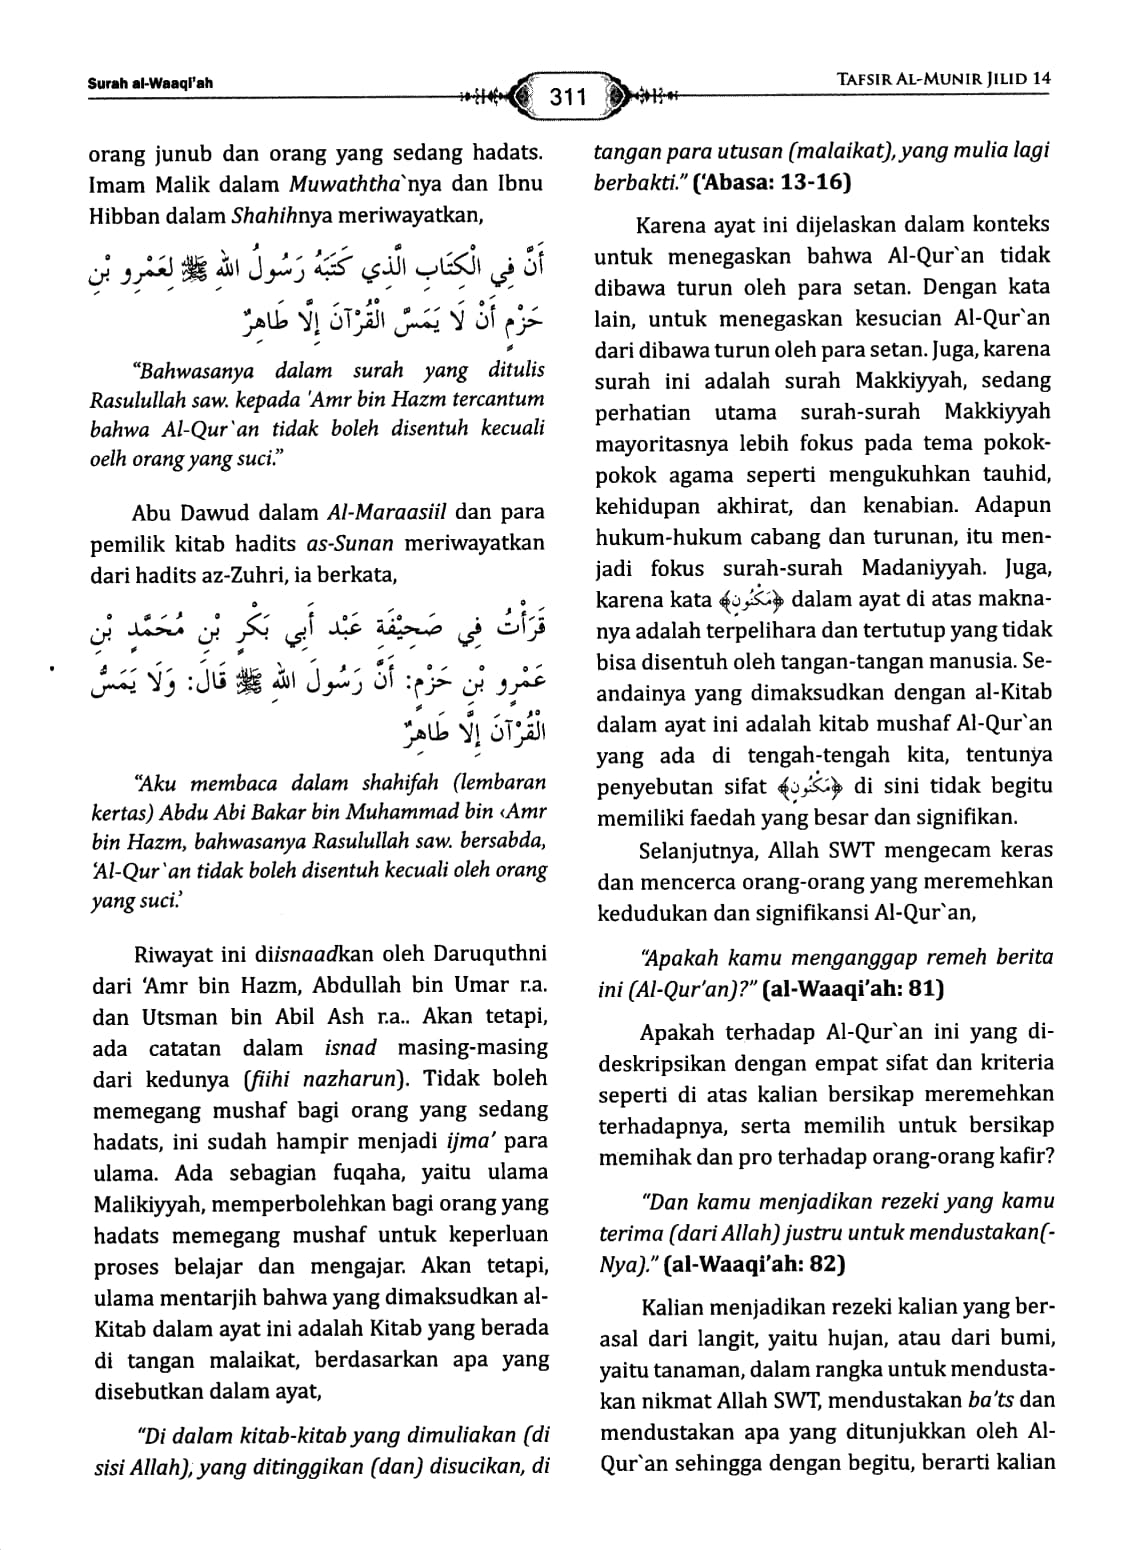 Surah al-Waaqi'ah
311
TAFSIR AL-MUNIR JILID 14
orang junub dan orang yang sedang hadats.
Imam Malik dalam Muwaththa`nya dan Ibnu
Hibban dalam Shahihnya meriwayatkan,
أَنَّ فِي الْكِتَابِ الَّذِي كَتَبَهُ رَسُولُ اللهِ ﷺ لِعَمْرِو بْنِ
حَزْمٍ أَنْ لَا يَمَسَّ الْقُرْآنَ إِلَّا طَاهِرٌ
“Bahwasanya dalam surah yang ditulis
Rasulullah saw. kepada 'Amr bin Hazm tercantum
bahwa Al-Qur`an tidak boleh disentuh kecuali
oelh orang yang suci.”
Abu Dawud dalam Al-Maraasiil dan para
pemilik kitab hadits as-Sunan meriwayatkan
dari hadits az-Zuhri, ia berkata,
قَرَأْتُ فِي صَحِيْفَةِ عَبْد أَبِي بَكْرٍ بْنِ مُحَمَّدٍ بْنِ
عَمْرِو بْنِ حَزْمٍ: أَنَّ رَسُولَ اللهِ ﷺ قَالَ: وَلَا يَمَسُّ
الْقُرْآنَ إِلَّا طَاهِرٌ
“Aku membaca dalam shahifah (lembaran
kertas) Abdu Abi Bakar bin Muhammad bin ‹Amr
bin Hazm, bahwasanya Rasulullah saw. bersabda,
‘Al-Qur`an tidak boleh disentuh kecuali oleh orang
yang suci.’
Riwayat ini diisnaadkan oleh Daruquthni
dari ‘Amr bin Hazm, Abdullah bin Umar r.a.
dan Utsman bin Abil Ash r.a.. Akan tetapi,
ada catatan dalam isnad masing-masing
dari kedunya (fiihi nazharun). Tidak boleh
memegang mushaf bagi orang yang sedang
hadats, ini sudah hampir menjadi ijma’ para
ulama. Ada sebagian fuqaha, yaitu ulama
Malikiyyah, memperbolehkan bagi orang yang
hadats memegang mushaf untuk keperluan
proses belajar dan mengajar. Akan tetapi,
ulama mentarjih bahwa yang dimaksudkan al-
Kitab dalam ayat ini adalah Kitab yang berada
di tangan malaikat, berdasarkan apa yang
disebutkan dalam ayat,
“Di dalam kitab-kitab yang dimuliakan (di
sisi Allah), yang ditinggikan (dan) disucikan, di
tangan para utusan (malaikat), yang mulia lagi
berbakti.” (‘Abasa: 13-16)
Karena ayat ini dijelaskan dalam konteks
untuk menegaskan bahwa Al-Qur`an tidak
dibawa turun oleh para setan. Dengan kata
lain, untuk menegaskan kesucian Al-Qur`an
dari dibawa turun oleh para setan. Juga, karena
surah ini adalah surah Makkiyyah, sedang
perhatian utama surah-surah Makkiyyah
mayoritasnya lebih fokus pada tema pokok-
pokok agama seperti mengukuhkan tauhid,
kehidupan akhirat, dan kenabian. Adapun
hukum-hukum cabang dan turunan, itu men-
jadi fokus surah-surah Madaniyyah. Juga,
karena kata ﴿مَكْنُونٍ﴾ dalam ayat di atas makna-
nya adalah terpelihara dan tertutup yang tidak
bisa disentuh oleh tangan-tangan manusia. Se-
andainya yang dimaksudkan dengan al-Kitab
dalam ayat ini adalah kitab mushaf Al-Qur`an
yang ada di tengah-tengah kita, tentunya
penyebutan sifat ﴿مَكْنُونٍ﴾ di sini tidak begitu
memiliki faedah yang besar dan signifikan.
Selanjutnya, Allah SWT mengecam keras
dan mencerca orang-orang yang meremehkan
kedudukan dan signifikansi Al-Qur`an,
“Apakah kamu menganggap remeh berita
ini (Al-Qur’an)?” (al-Waaqi’ah: 81)
Apakah terhadap Al-Qur`an ini yang di-
deskripsikan dengan empat sifat dan kriteria
seperti di atas kalian bersikap meremehkan
terhadapnya, serta memilih untuk bersikap
memihak dan pro terhadap orang-orang kafir?
“Dan kamu menjadikan rezeki yang kamu
terima (dari Allah) justru untuk mendustakan(-
Nya).” (al-Waaqi’ah: 82)
Kalian menjadikan rezeki kalian yang ber-
asal dari langit, yaitu hujan, atau dari bumi,
yaitu tanaman, dalam rangka untuk mendusta-
kan nikmat Allah SWT, mendustakan ba’ts dan
mendustakan apa yang ditunjukkan oleh Al-
Qur`an sehingga dengan begitu, berarti kalian